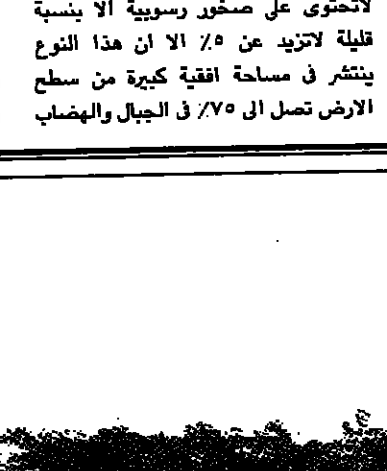 لاتحتوى على صخور رسوبية الا بنسبة
قليلة لاتزيد عن ٥٪ الا ان هذا النوع
ينتشر فى مساحة افقية كبيرة من سطح
الارض تصل الى ٧٥٪ فى الجبال والهضاب